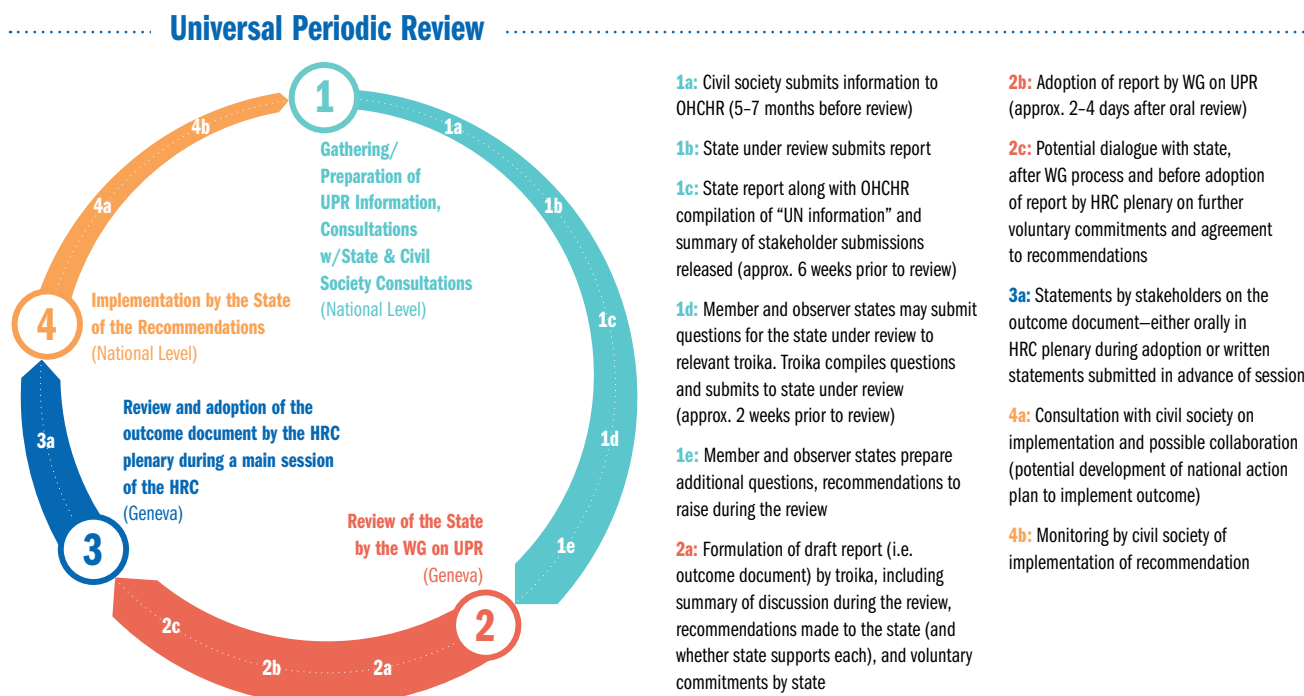 Universal Periodic Review
1
1a
1b
1c
1d
1e
Gathering/
Preparation of
UPR Information,
Consultations
w/State & Civil
Society Consultations
(National Level)
2
2a
2b
2c
Review of the State
by the WG on UPR
(Geneva)
3
3a
Review and adoption of the
outcome document by the HRC
plenary during a main session
of the HRC
(Geneva)
4
4a
4b
Implementation by the State
of the Recommendations
(National Level)
1a: Civil society submits information to
OHCHR (5–7 months before review)
1b: State under review submits report
1c: State report along with OHCHR
compilation of “UN information” and
summary of stakeholder submissions
released (approx. 6 weeks prior to review)
1d: Member and observer states may submit
questions for the state under review to
relevant troika. Troika compiles questions
and submits to state under review
(approx. 2 weeks prior to review)
1e: Member and observer states prepare
additional questions, recommendations to
raise during the review
2a: Formulation of draft report (i.e.
outcome document) by troika, including
summary of discussion during the review,
recommendations made to the state (and
whether state supports each), and voluntary
commitments by state
2b: Adoption of report by WG on UPR
(approx. 2–4 days after oral review)
2c: Potential dialogue with state,
after WG process and before adoption
of report by HRC plenary on further
voluntary commitments and agreement
to recommendations
3a: Statements by stakeholders on the
outcome document—either orally in
HRC plenary during adoption or written
statements submitted in advance of session
4a: Consultation with civil society on
implementation and possible collaboration
(potential development of national action
plan to implement outcome)
4b: Monitoring by civil society of
implementation of recommendation